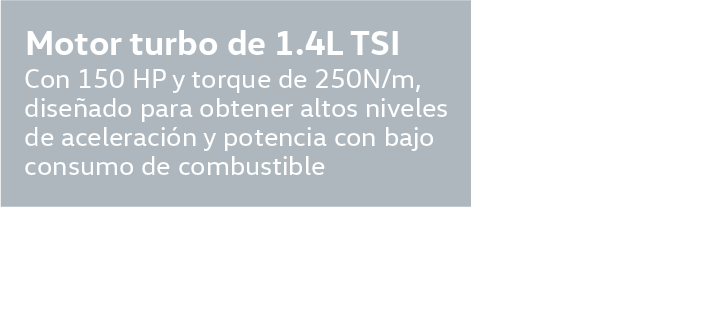 Motor turbo de 1.4L TSI
Con 150 HP y torque de 250N/m,
diseñado para obtener altos niveles
de aceleración y potencia con bajo
consumo de combustible